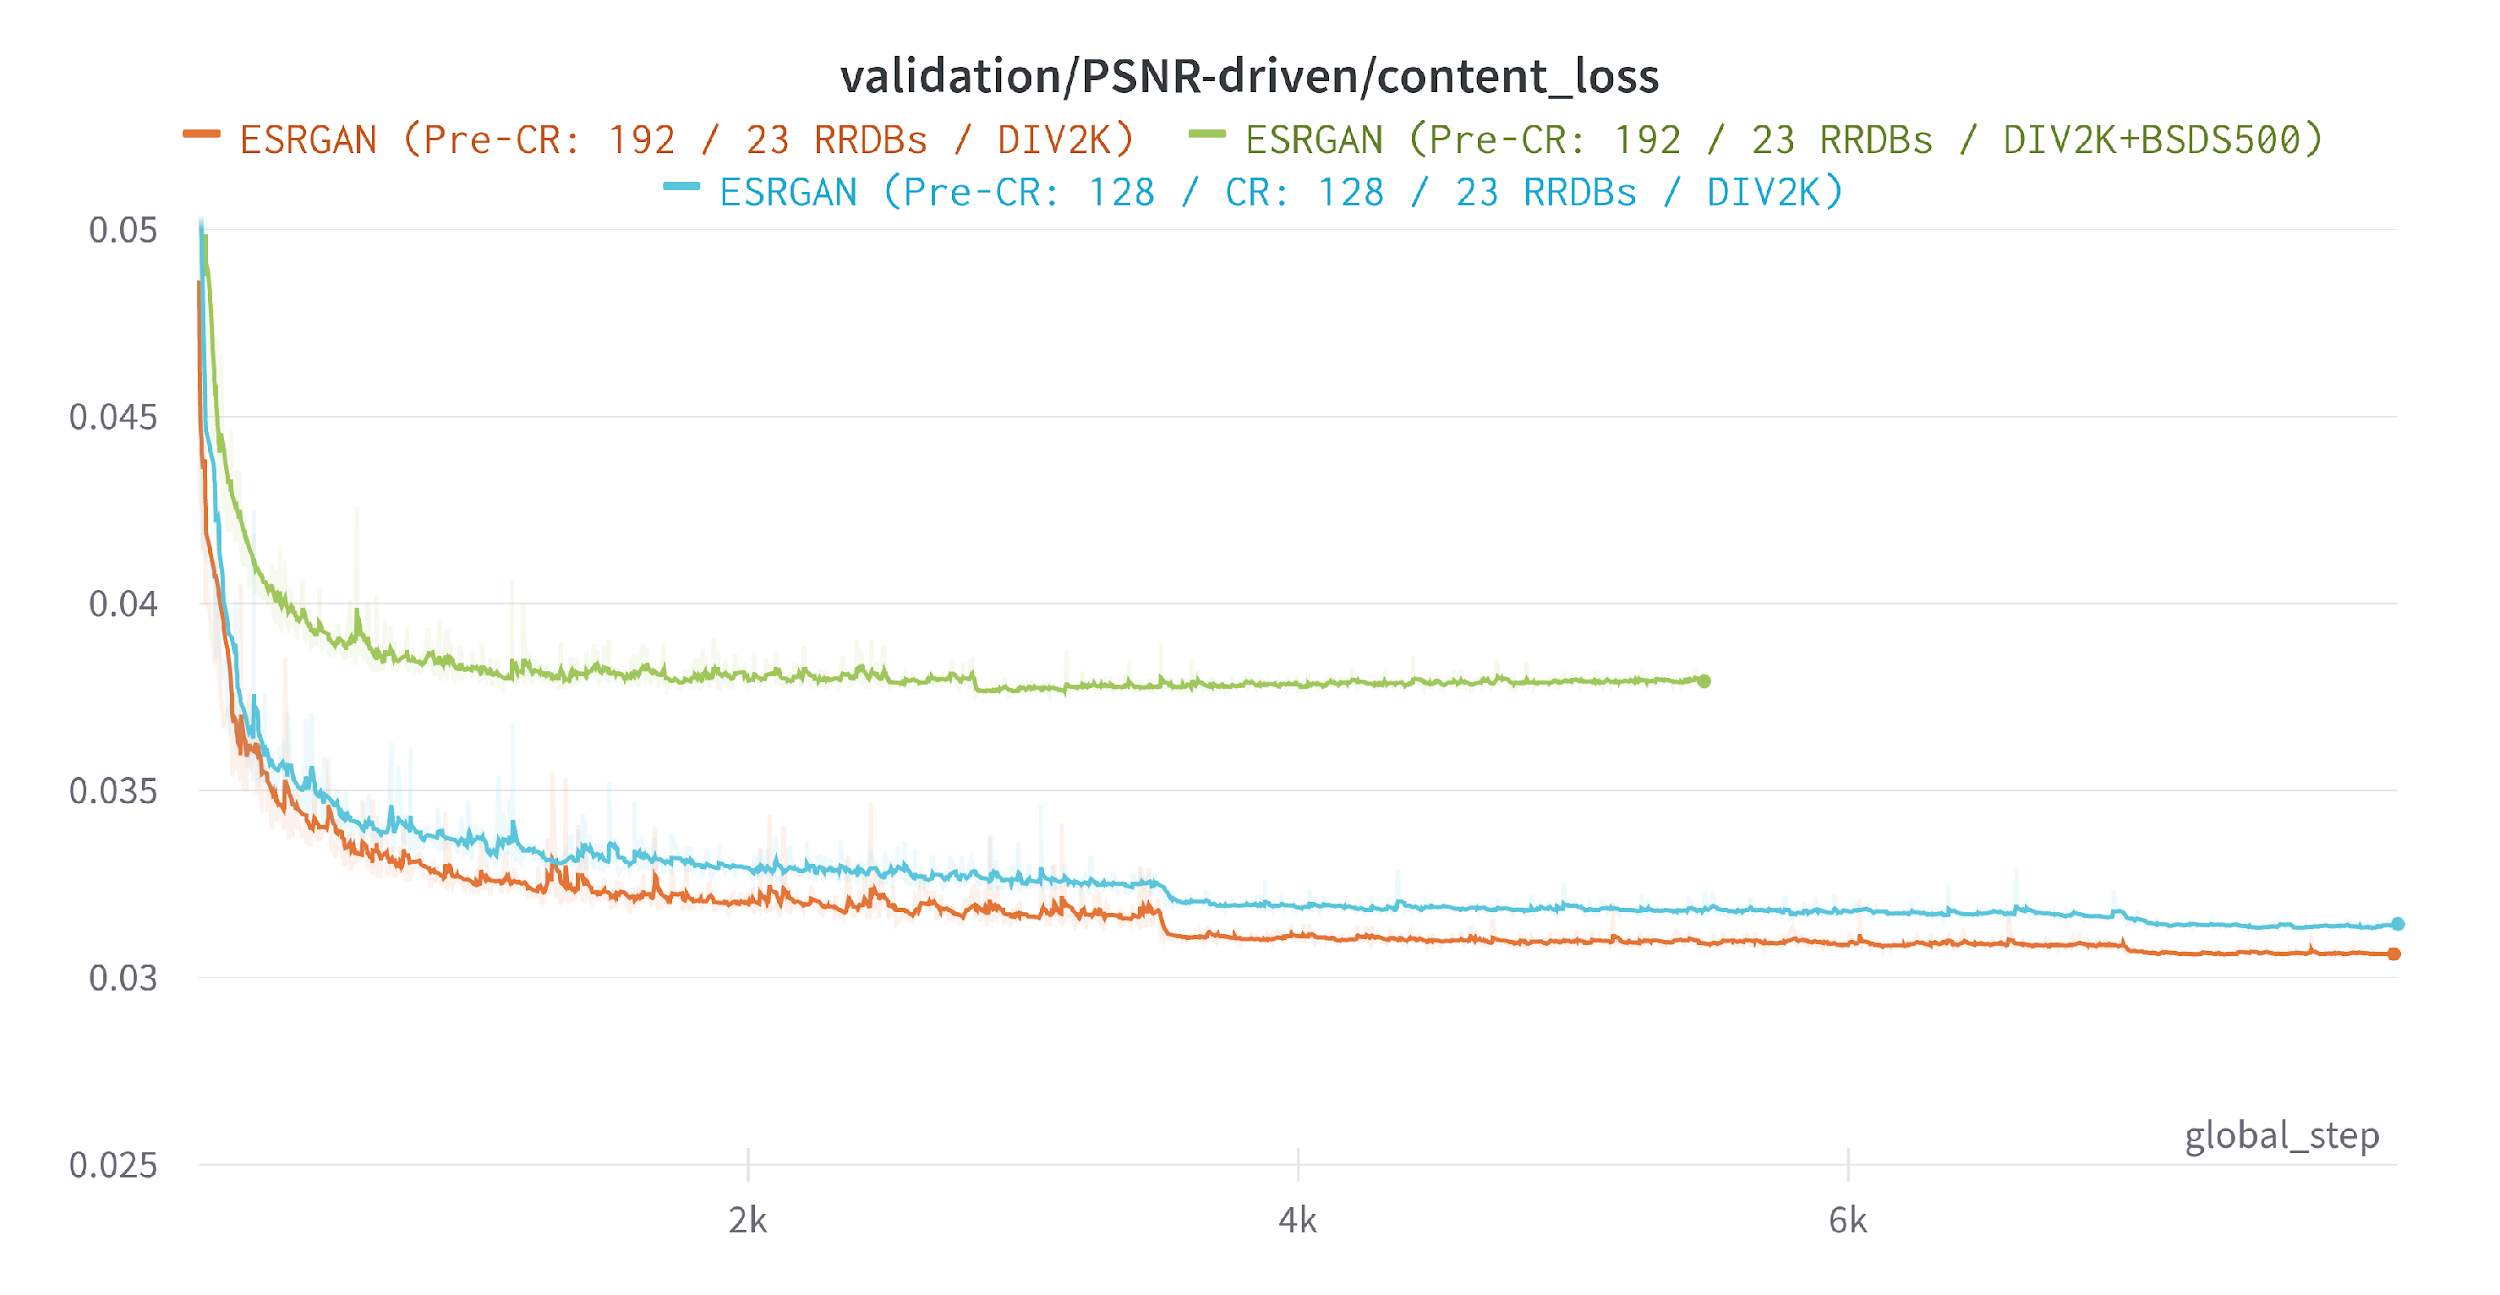 validation/PSNR-driven/content_loss
ESRGAN (Pre-CR: 192 / 23 RRDBs / DIV2K) ESRGAN (Pre-CR: 192 / 23 RRDBs / DIV2K+BSDS500)
ESRGAN (Pre-CR: 128 / CR: 128 / 23 RRDBs / DIV2K)
0.05
0.045
0.04
0.035
0.03
global_step
0.025
2k 4k 6k